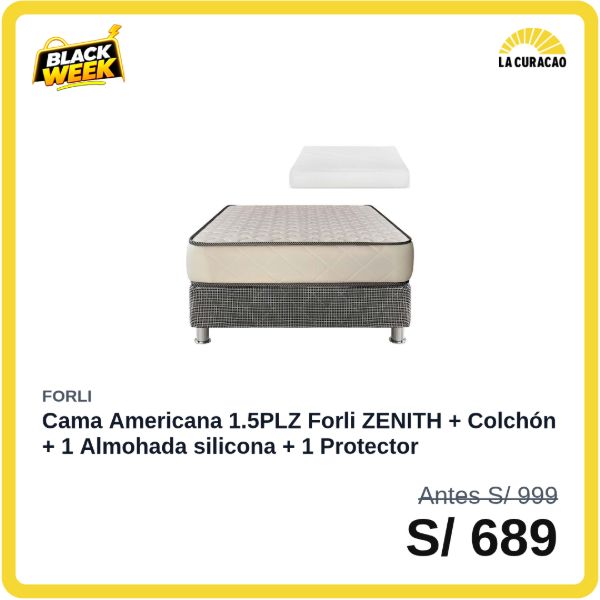 BLACK
WEEK
LA CURACAO
FORLI
Cama Americana 1.5PLZ Forli ZENITH + Colchón
+ 1 Almohada silicona + 1 Protector
Antes S/ 999
S/ 689